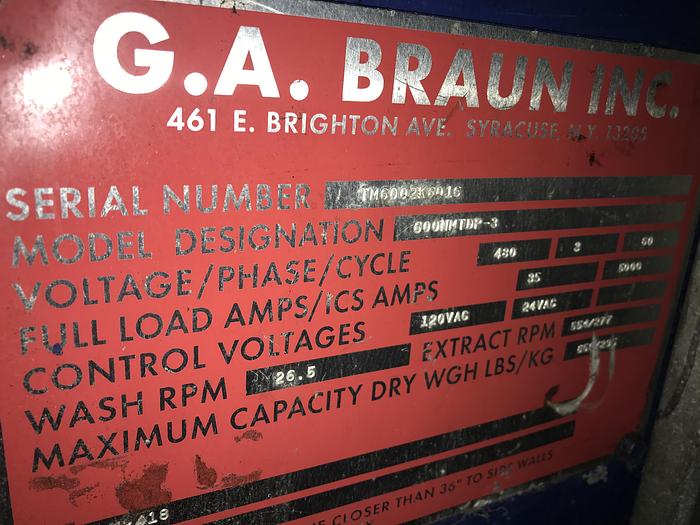 G.A. BRAUN INC.
461 E. BRIGHTON AVE. SYRACUSE, N.Y. 13205
SERIAL NUMBER
MODEL DESIGNATION 600NMTDP-3
VOLTAGE/PHASE/CYCLE 480 3 60
FULL LOAD AMPS/ICS AMPS 35 5000
CONTROL VOLTAGES 120VAC 24VAC
WASH RPM 26.5 EXTRACT RPM
MAXIMUM CAPACITY DRY WGH LBS/KG
CLOSER THAN 36" TO SIDE WALLS